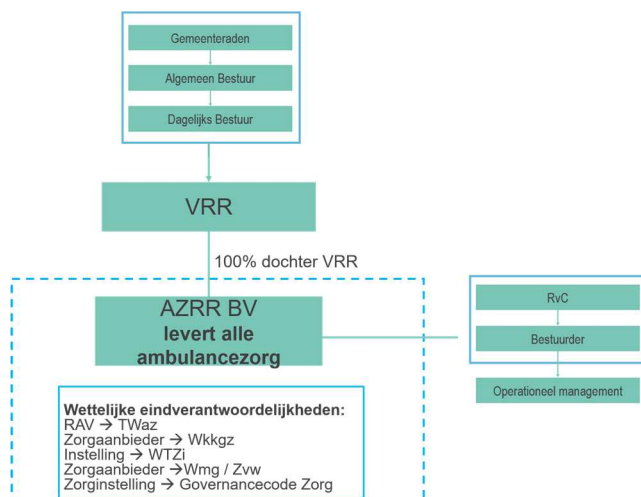 Gemeenteraden
Algemeen Bestuur
Dagelijks Bestuur
VRR
100% dochter VRR
AZRR BV
levert alle
ambulancezorg
RvC
Bestuurder
Operationeel management
Wettelijke eindverantwoordelijkheden:
RAV → TWaz
Zorgaanbieder → Wkkgz
Instelling → WTZi
Zorgaanbieder →Wmg / Zvw
Zorginstelling → Governancecode Zorg